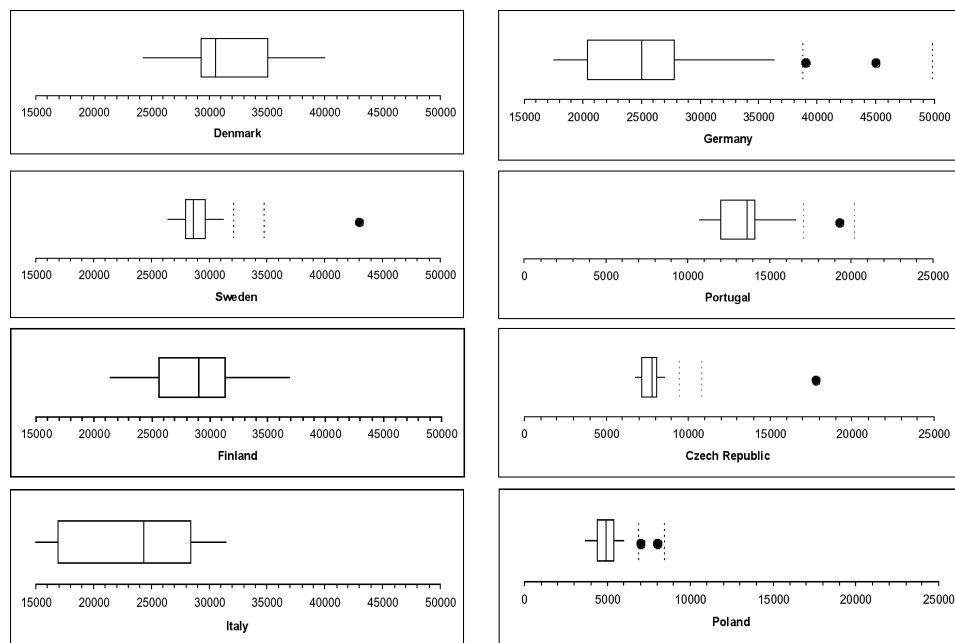 15000 20000 25000 30000 35000 40000 45000 50000
Denmark
15000 20000 25000 30000 35000 40000 45000 50000
Germany
15000 20000 25000 30000 35000 40000 45000 50000
Sweden
0 5000 10000 15000 20000 25000
Portugal
15000 20000 25000 30000 35000 40000 45000 50000
Finland
0 5000 10000 15000 20000 25000
Czech Republic
15000 20000 25000 30000 35000 40000 45000 50000
Italy
0 5000 10000 15000 20000 25000
Poland